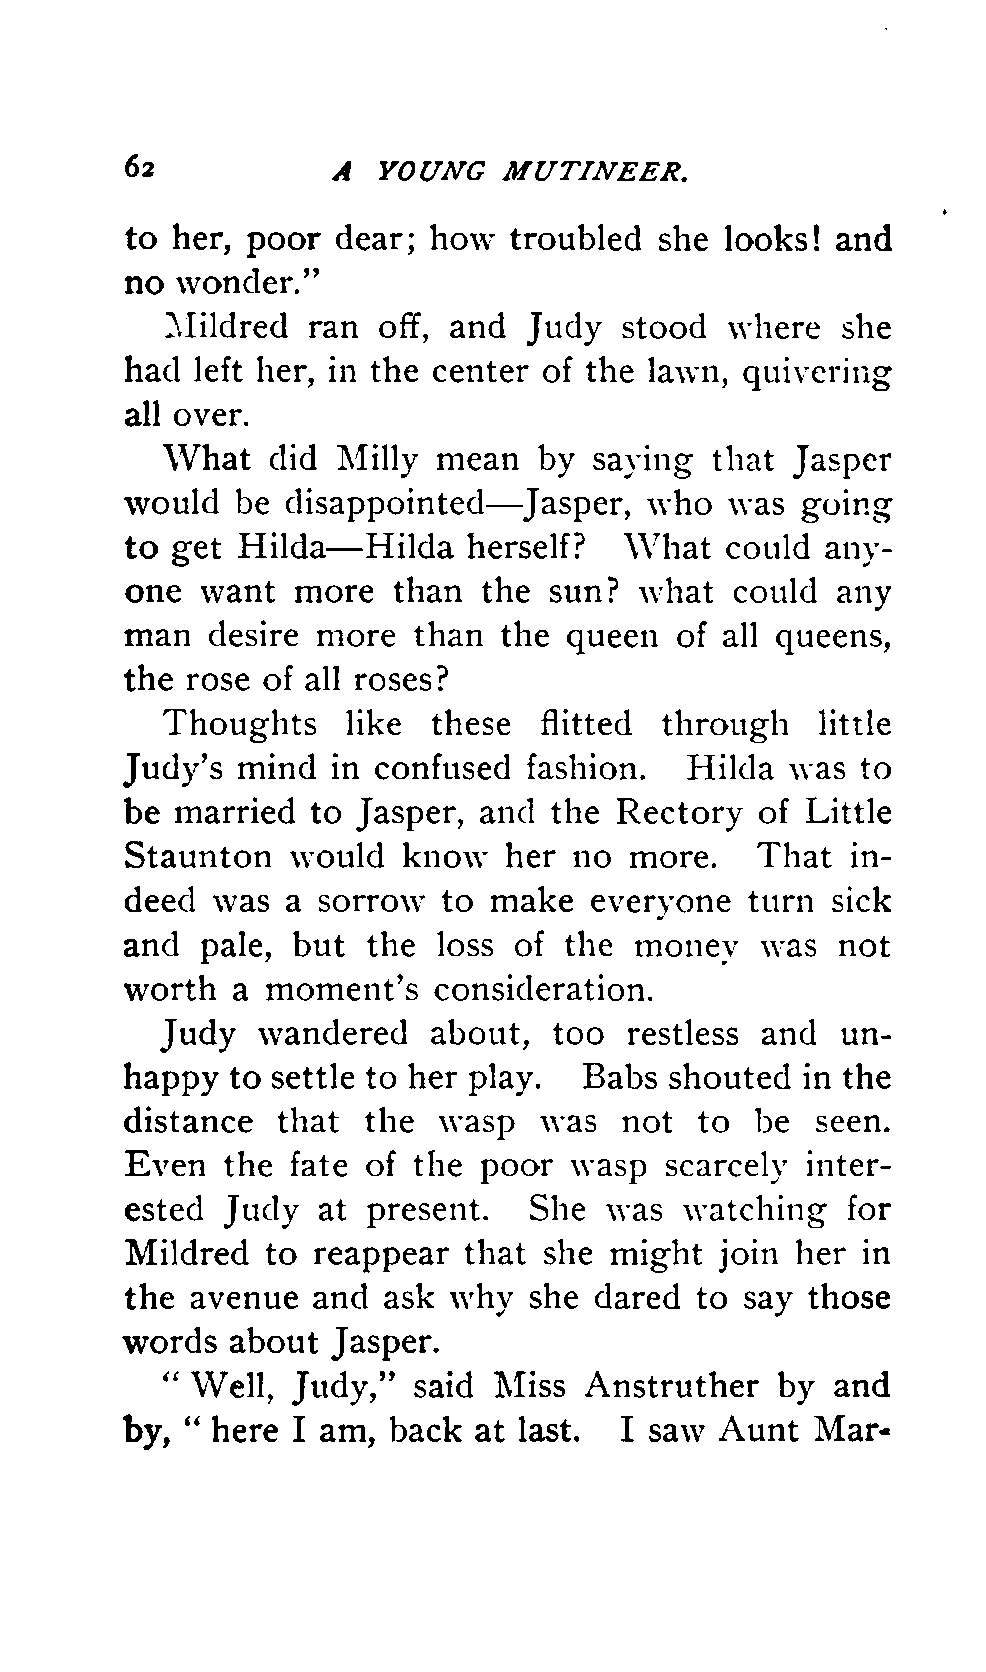 62 A YOUNG MUTINEER.
to her, poor dear; how troubled she looks! and
no wonder."
Mildred ran off, and Judy stood where she
had left her, in the center of the lawn, quivering
all over.
What did Milly mean by saying that Jasper
would be disappointed—Jasper, who was going
to get Hilda—Hilda herself? What could any-
one want more than the sun? what could any
man desire more than the queen of all queens,
the rose of all roses?
Thoughts like these flitted through little
Judy's mind in confused fashion. Hilda was to
be married to Jasper, and the Rectory of Little
Staunton would know her no more. That in-
deed was a sorrow to make everyone turn sick
and pale, but the loss of the money was not
worth a moment's consideration.
Judy wandered about, too restless and un-
happy to settle to her play. Babs shouted in the
distance that the wasp was not to be seen.
Even the fate of the poor wasp scarcely inter-
ested Judy at present. She was watching for
Mildred to reappear that she might join her in
the avenue and ask why she dared to say those
words about Jasper.
"Well, Judy," said Miss Anstruther by and
by, "here I am, back at last. I saw Aunt Mar-